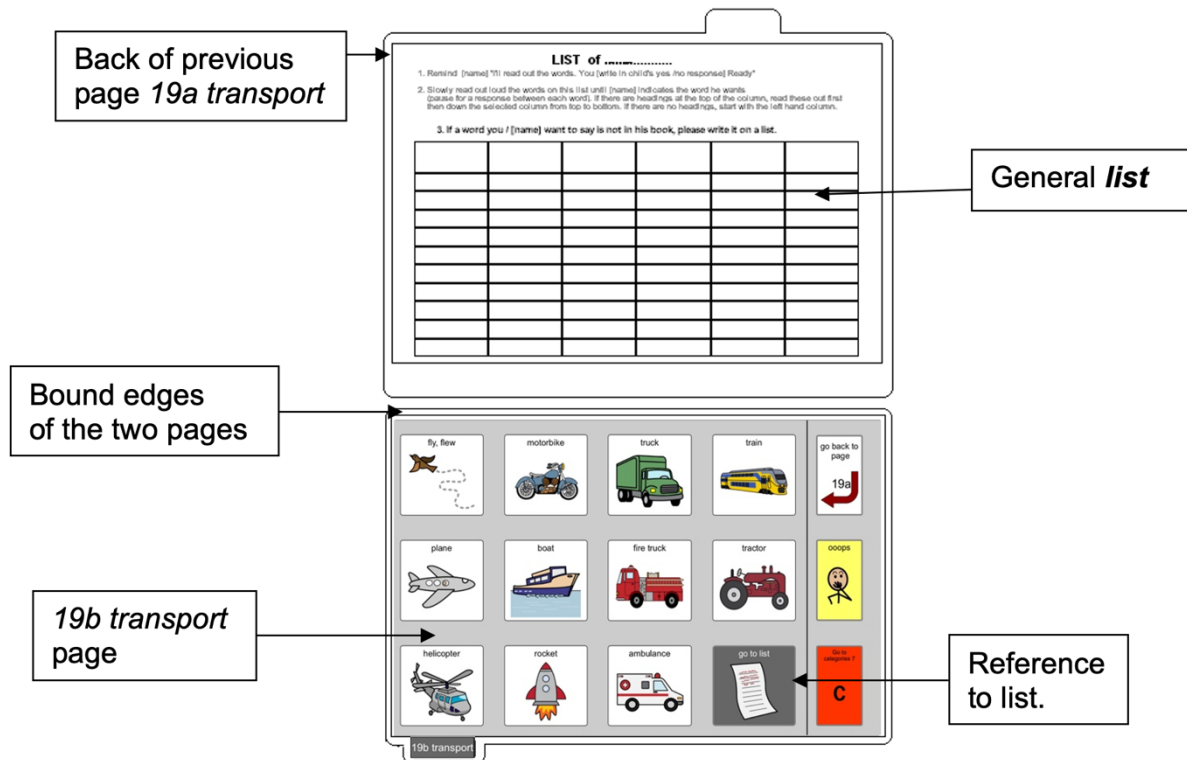 Back of previous
page 19a transport
LIST of ................
1. Remind [name] "I'll read out the words. You [write in child's yes /no response] Ready"
2. Slowly read out loud the words on this list until [name] indicates the word he wants
(pause for a response between each word). If there are headings at the top of the column, read these out first
then down the selected column from top to bottom. If there are no headings, start with the left hand column.
3. If a word you / [name] want to say is not in his book, please write it on a list.
General list
Bound edges
of the two pages
fly, flew
motorbike
truck
train
go back to
page
19a
plane
boat
fire truck
tractor
ooops
19b transport
page
helicopter
rocket
ambulance
go to list
Go to
categories 7
C
Reference
to list.
19b transport